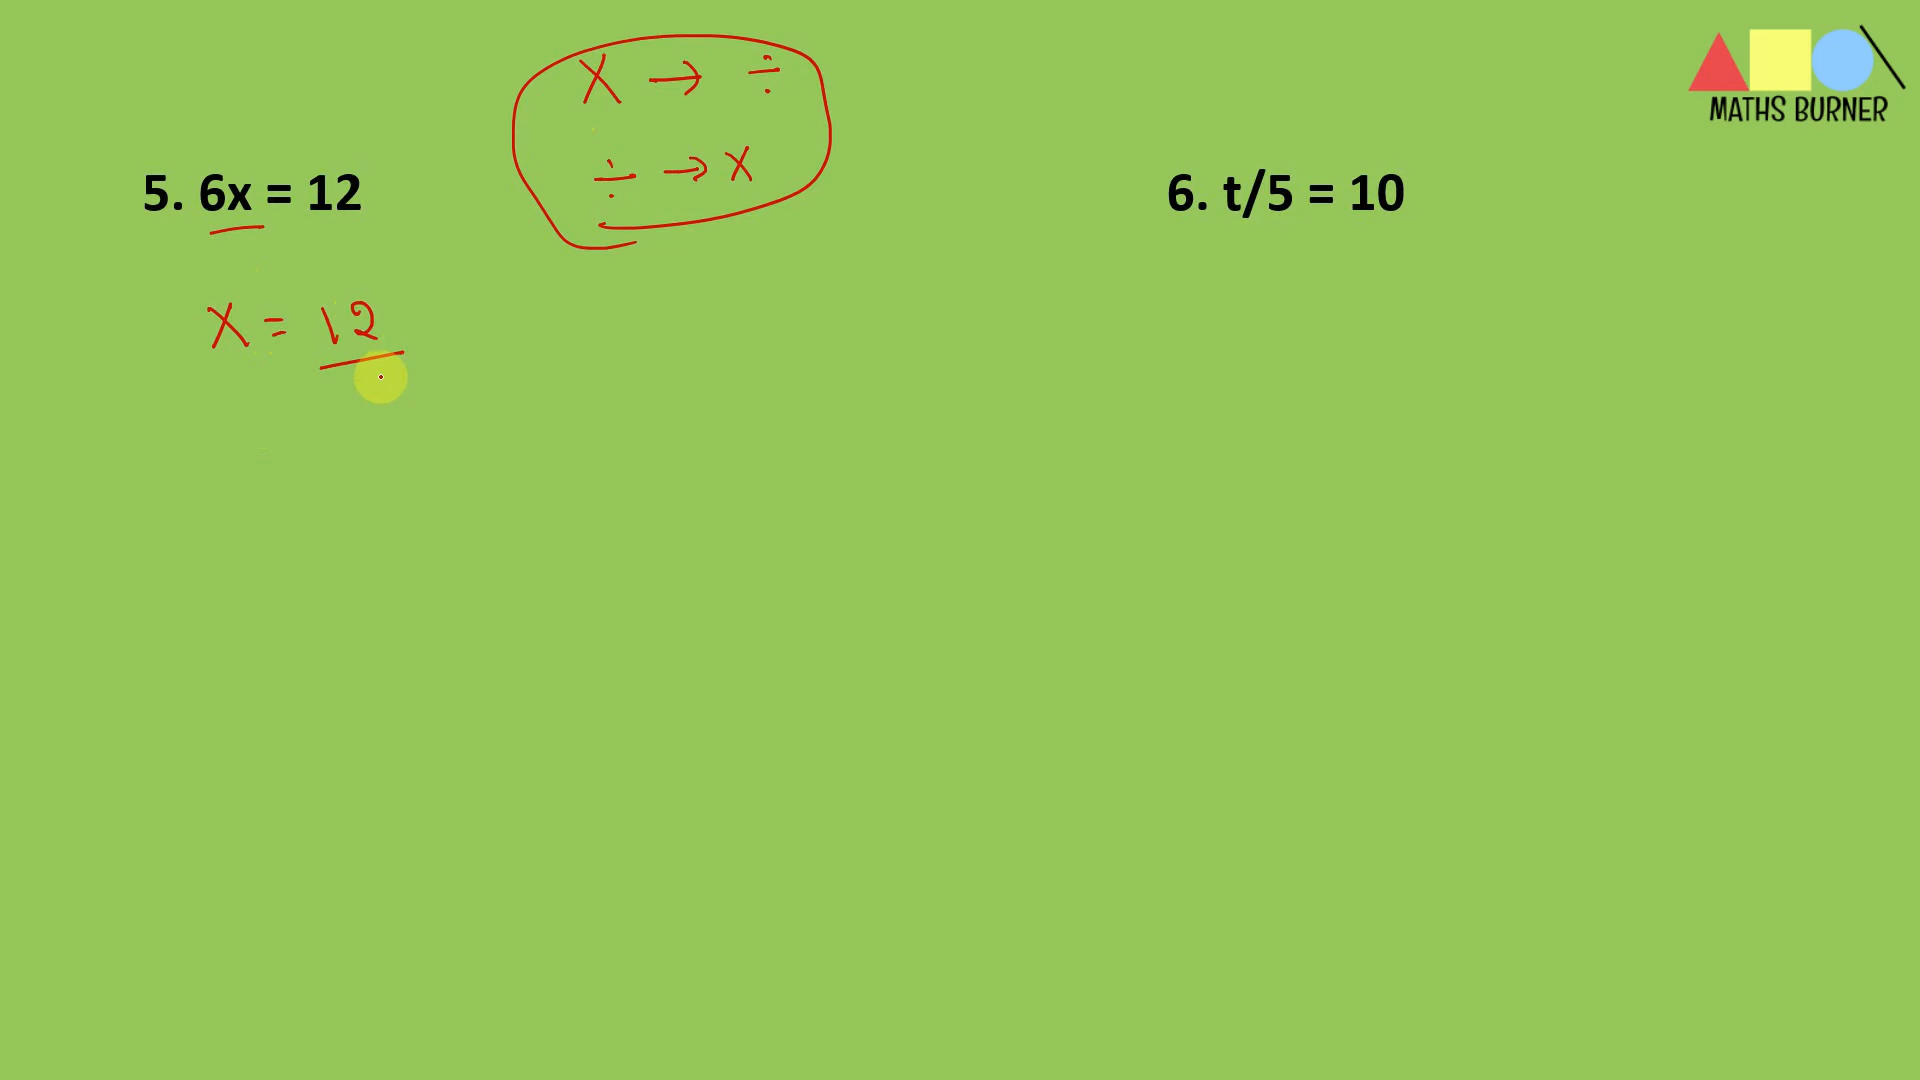 X → ÷
÷ → X
MATHS BURNER
5. 6x = 12
6. t/5 = 10
X = 12